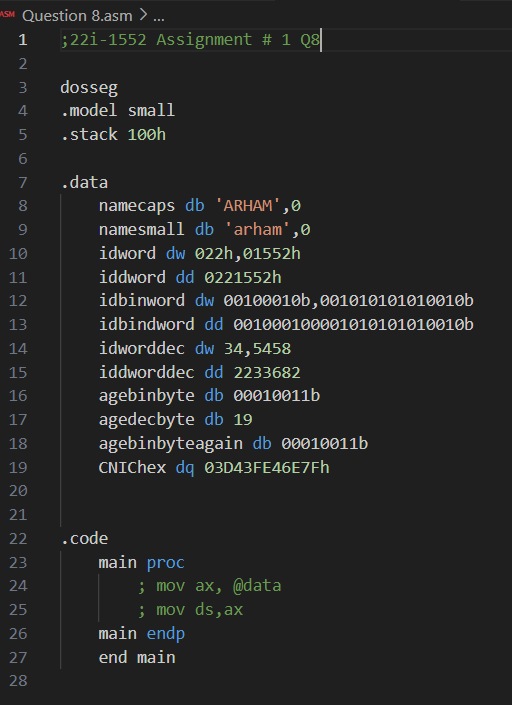 ASM Question 8.asm > ...
1 ;22i-1552 Assignment # 1 Q8
2
3 dosseg
4 .model small
5 .stack 100h
6
7 .data
8 namecaps db 'ARHAM',0
9 namesmall db 'arham',0
10 idword dw 022h,01552h
11 iddword dd 0221552h
12 idbinword dw 00100010b,001010101010010b
13 idbindword dd 001000100001010101010010b
14 idworddec dw 34,5458
15 iddworddec dd 2233682
16 agebinbyte db 00010011b
17 agedecbyte db 19
18 agebinbyteagain db 00010011b
19 CNIChex dq 03D43FE46E7Fh
20
21
22 .code
23 main proc
24 ; mov ax, @data
25 ; mov ds,ax
26 main endp
27 end main
28